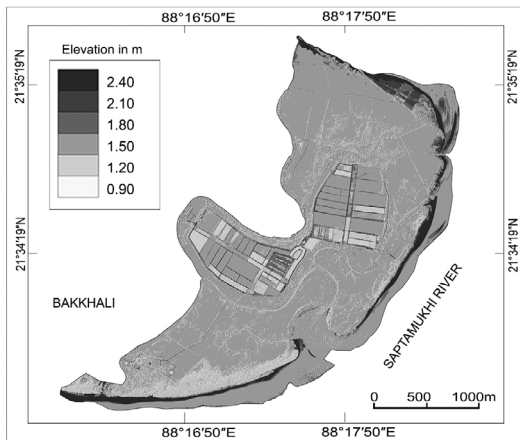 88°16'50"E 88°17'50"E
Elevation in m
2.40
2.10
1.80
1.50
1.20
0.90
21°35'19"N 21°35'19"N
21°34'19"N 21°34'19"N
BAKKHALI
SAPTAMUKHI RIVER
0 500 1000m
88°16'50"E 88°17'50"E